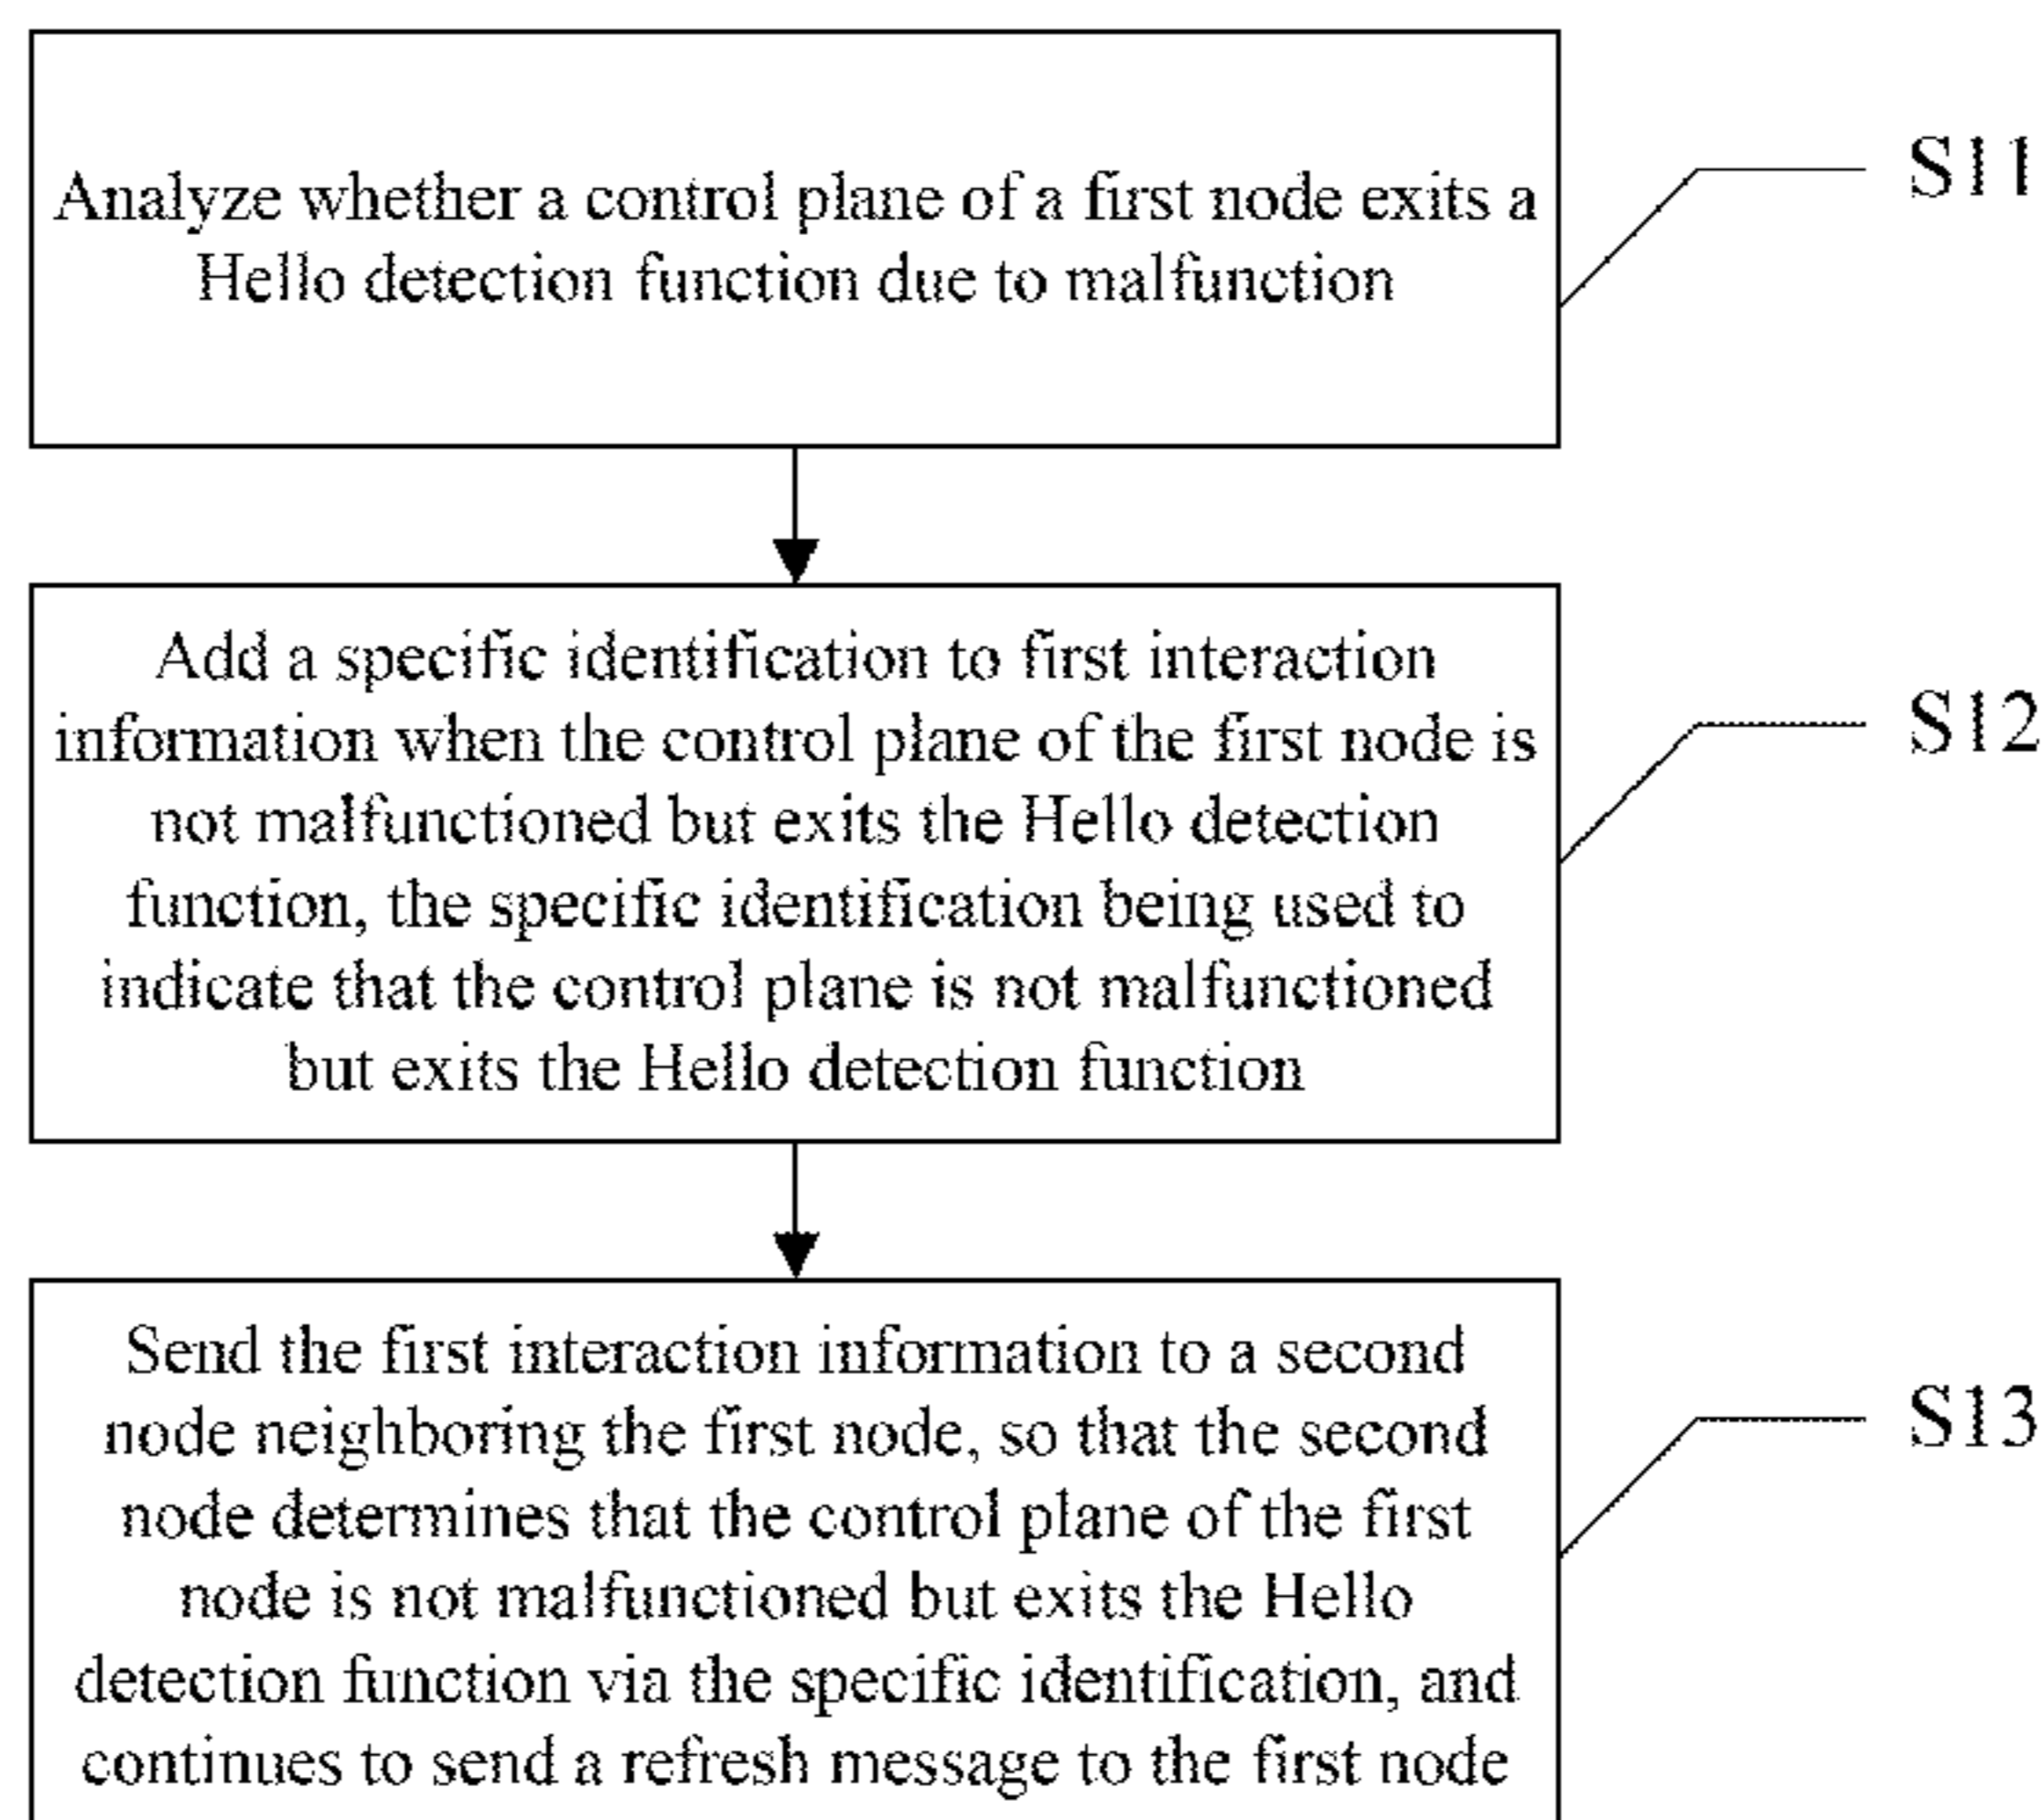 Analyze whether a control plane of a first node exits a
Hello detection function due to malfunction
S11
Add a specific identification to first interaction
information when the control plane of the first node is
not malfunctioned but exits the Hello detection
function, the specific identification being used to
indicate that the control plane is not malfunctioned
but exits the Hello detection function
S12
Send the first interaction information to a second
node neighboring the first node, so that the second
node determines that the control plane of the first
node is not malfunctioned but exits the Hello
detection function via the specific identification, and
continues to send a refresh message to the first node
S13